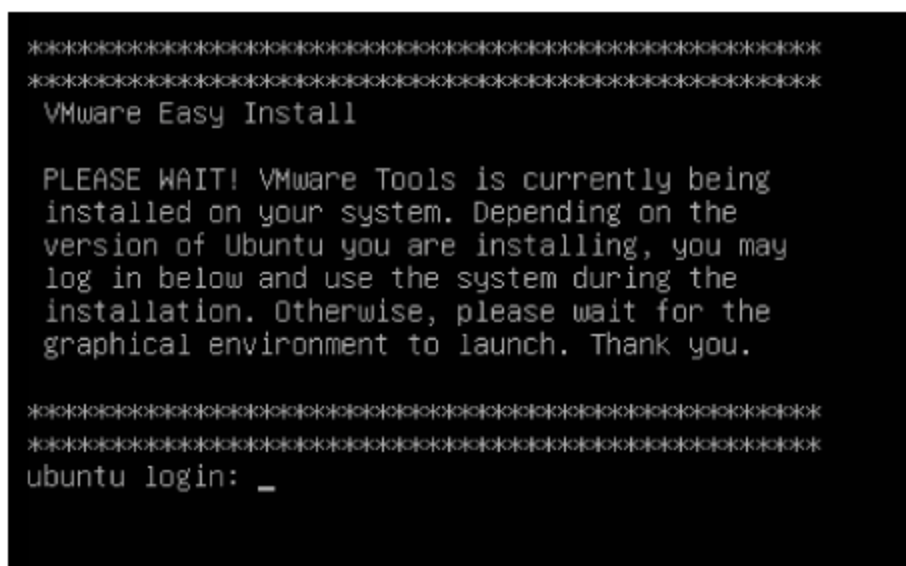 ************************************************
************************************************
VMware Easy Install
PLEASE WAIT! VMware Tools is currently being
installed on your system. Depending on the
version of Ubuntu you are installing, you may
log in below and use the system during the
installation. Otherwise, please wait for the
graphical environment to launch. Thank you.
************************************************
************************************************
ubuntu login: _